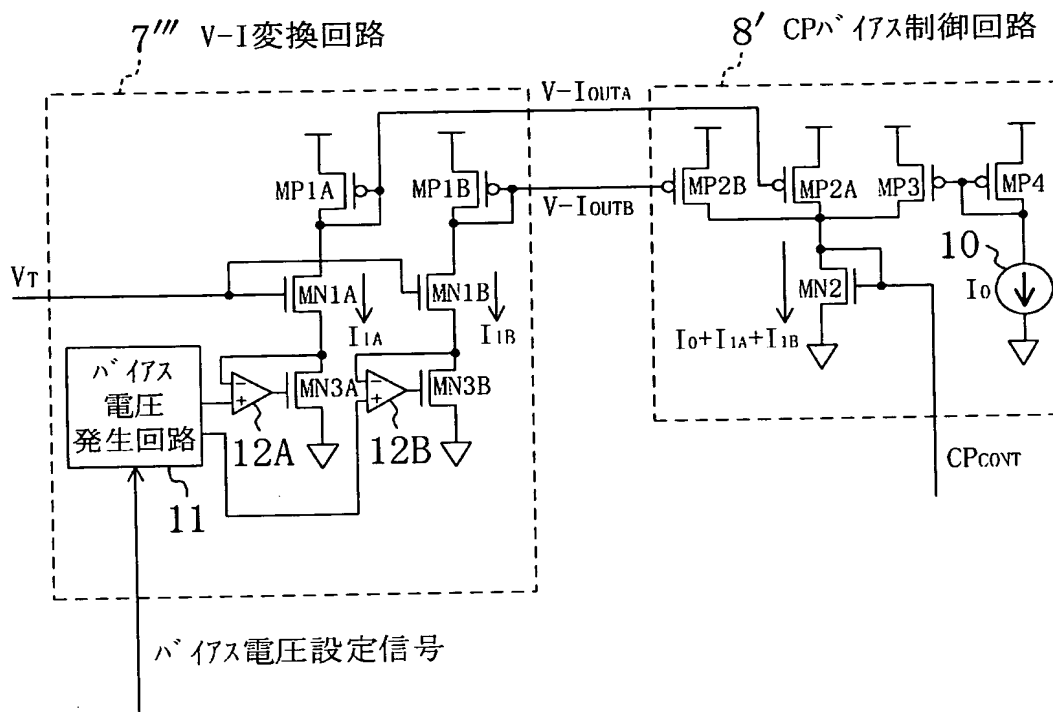 7''' V-I変換回路
8' CPバイアス制御回路
V-IOUTA
MP1A
MP1B
MP2B
MP2A
MP3
MP4
V-IOUTB
10
VT
MN1A
MN1B
MN2
I0
I1A
I1B
I0+I1A+I1B
バイアス
電圧
発生回路
MN3A
MN3B
12A
12B
11
CPCONT
バイアス電圧設定信号